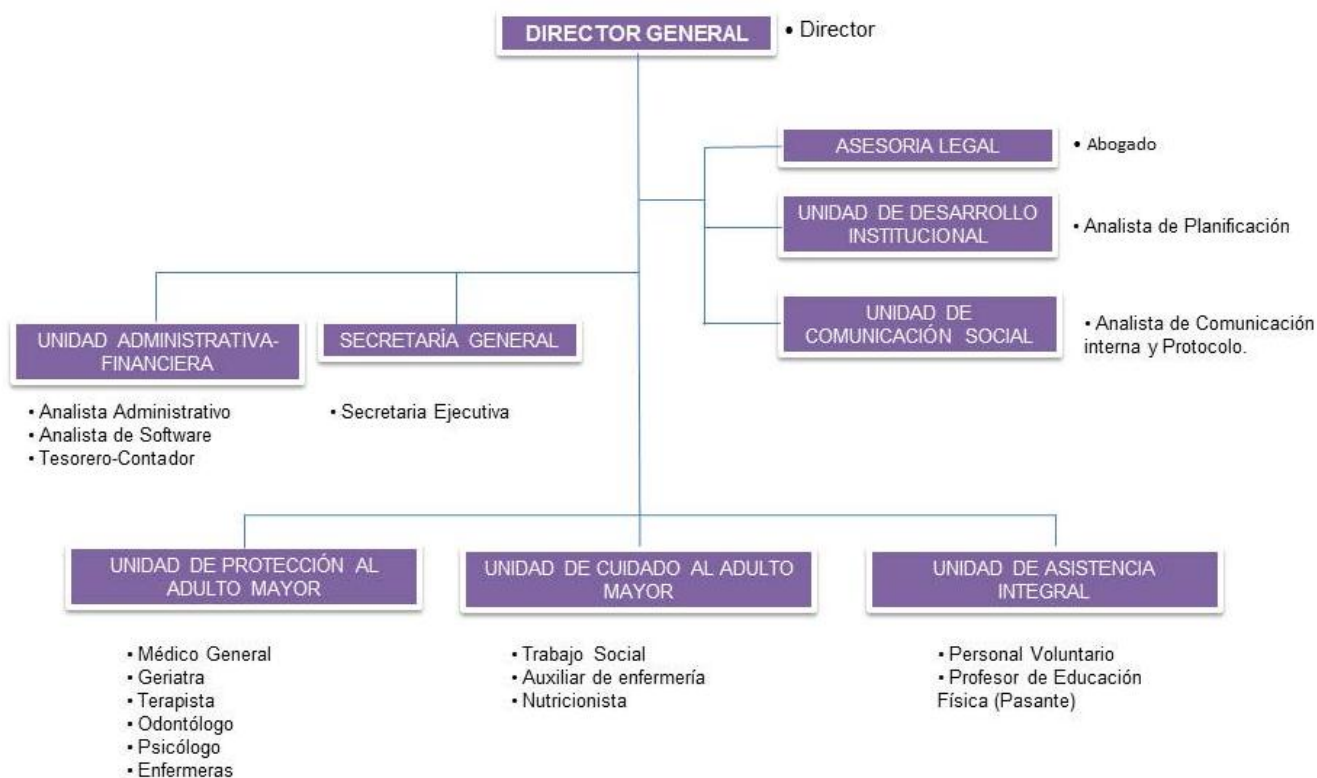 DIRECTOR GENERAL
• Director
ASESORIA LEGAL
• Abogado
UNIDAD DE DESARROLLO
INSTITUCIONAL
• Analista de Planificación
UNIDAD DE
COMUNICACIÓN SOCIAL
• Analista de Comunicación
interna y Protocolo.
UNIDAD ADMINISTRATIVA-
FINANCIERA
• Analista Administrativo
• Analista de Software
• Tesorero-Contador
SECRETARÍA GENERAL
• Secretaria Ejecutiva
UNIDAD DE PROTECCIÓN AL
ADULTO MAYOR
• Médico General
• Geriatra
• Terapista
• Odontólogo
• Psicólogo
• Enfermeras
UNIDAD DE CUIDADO AL ADULTO
MAYOR
• Trabajo Social
• Auxiliar de enfermería
• Nutricionista
UNIDAD DE ASISTENCIA
INTEGRAL
• Personal Voluntario
• Profesor de Educación
Física (Pasante)